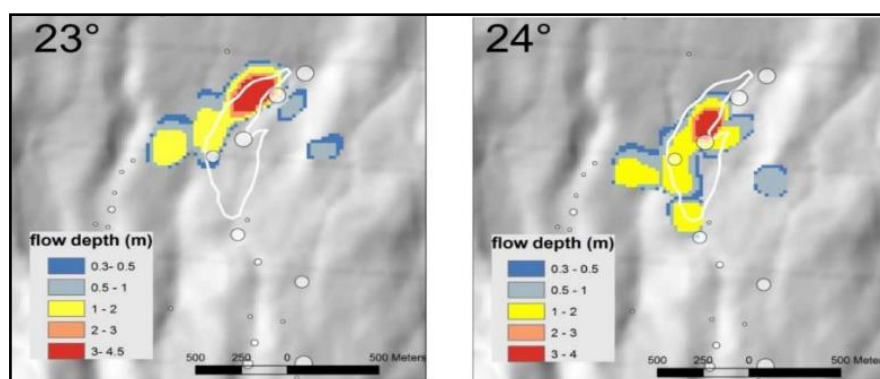 23°
flow depth (m)
0.3- 0.5
0.5 - 1
1 - 2
2 - 3
3- 4.5
500 250 0 500 Meters
24°
flow depth (m)
0.3 - 0.5
0.5 - 1
1 - 2
2 - 3
3 - 4
500 250 0 500 Meters